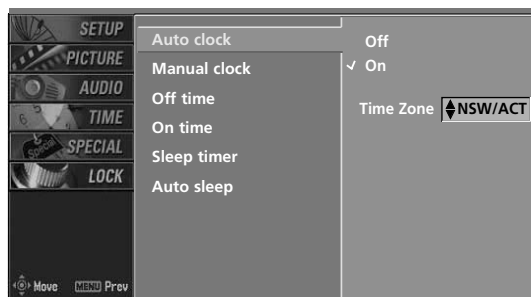 SETUP
PICTURE
AUDIO
TIME
SPECIAL
LOCK
Move MENU Prev
Auto clock
Manual clock
Off time
On time
Sleep timer
Auto sleep
Off
✓ On
Time Zone NSW/ACT